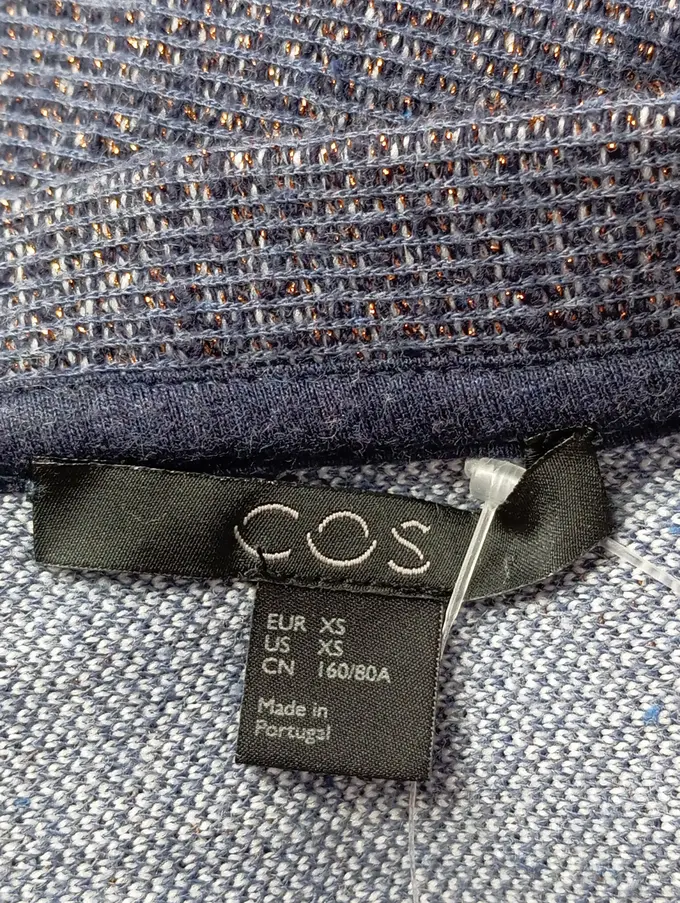 COS
EUR XS
US XS
CN 160/80A
Made in
Portugal